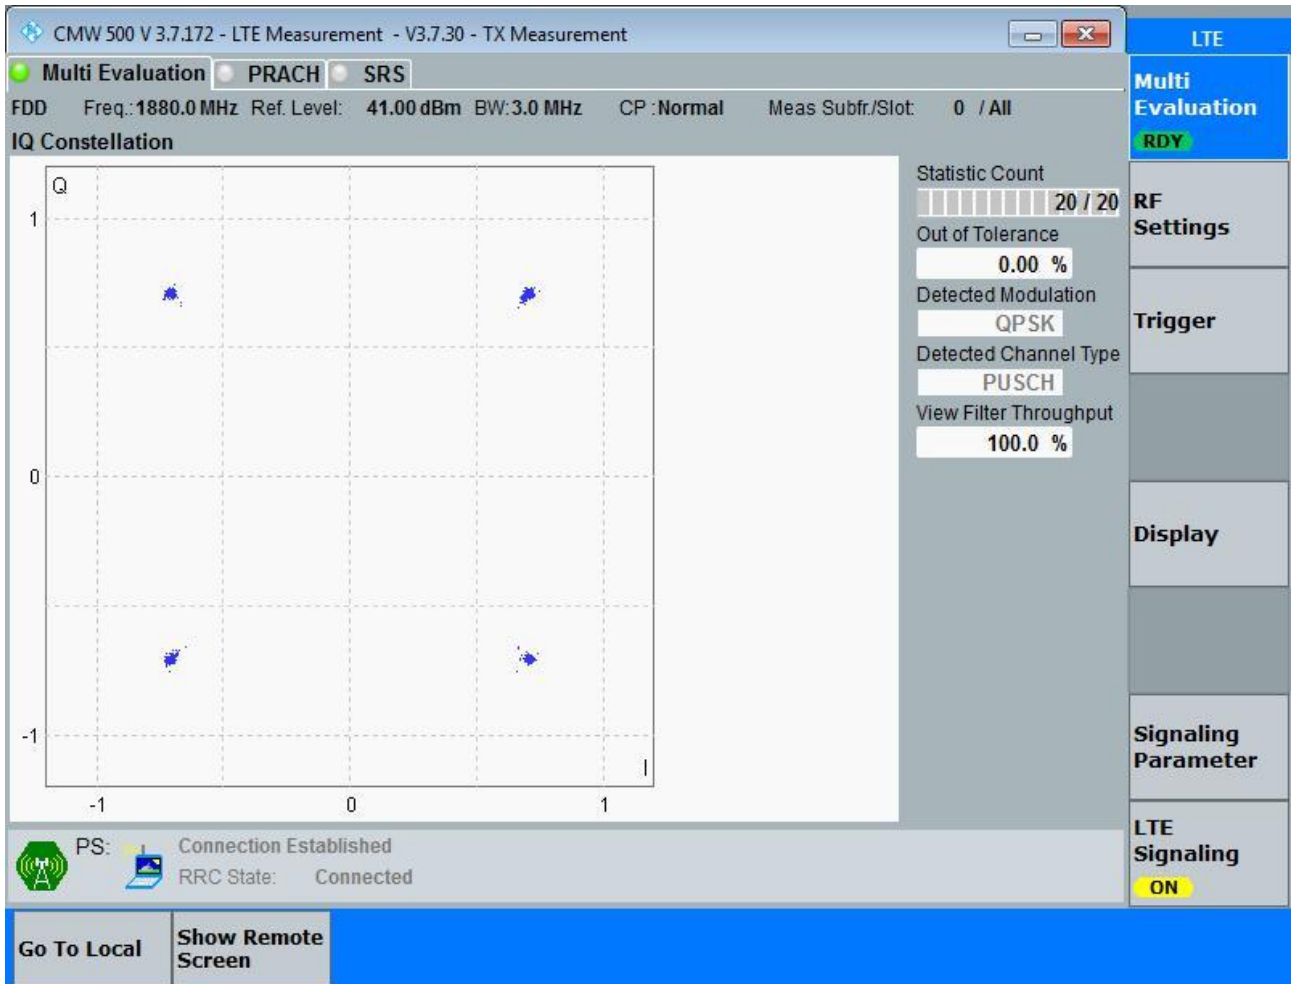 CMW 500 V 3.7.172 - LTE Measurement - V3.7.30 - TX Measurement
LTE
Multi Evaluation PRACH SRS
FDD Freq.:1880.0 MHz Ref. Level: 41.00 dBm BW:3.0 MHz CP :Normal Meas Subfr./Slot: 0 / All
IQ Constellation
Q
1
0
-1
I
-1 0 1
Statistic Count
20 / 20
Out of Tolerance
0.00 %
Detected Modulation
QPSK
Detected Channel Type
PUSCH
View Filter Throughput
100.0 %
Multi
Evaluation
RDY
RF
Settings
Trigger
Display
Signaling
Parameter
LTE
Signaling
ON
PS: Connection Established
RRC State: Connected
Go To Local
Show Remote
Screen